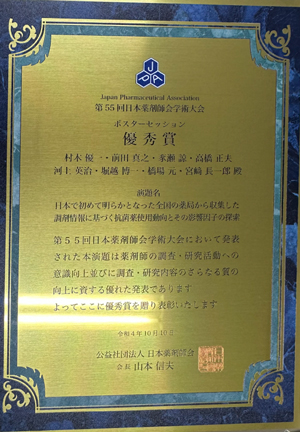 JPA
Japan Pharmaceutical Association
第55回日本薬剤師会学術大会
ポスターセッション
優秀賞
村木 優一・前田 真之・氷瀬 諒・高橋 正夫
河上 英治・堀越 博一・橋場 元・宮﨑 長一郎 殿
演題名
日本で初めて明らかとなった全国の薬局から収集した
調剤情報に基づく抗菌薬使用動向とその影響因子の探索
第55回日本薬剤師会学術大会において発表
された本演題は薬剤師の調査・研究活動への
意識向上並びに調査・研究内容のさらなる質の
向上に資する優れた発表であります
よってここに優秀賞を贈り表彰いたします
令和4年10月10日
公益社団法人 日本薬剤師会
会長 山本 信夫